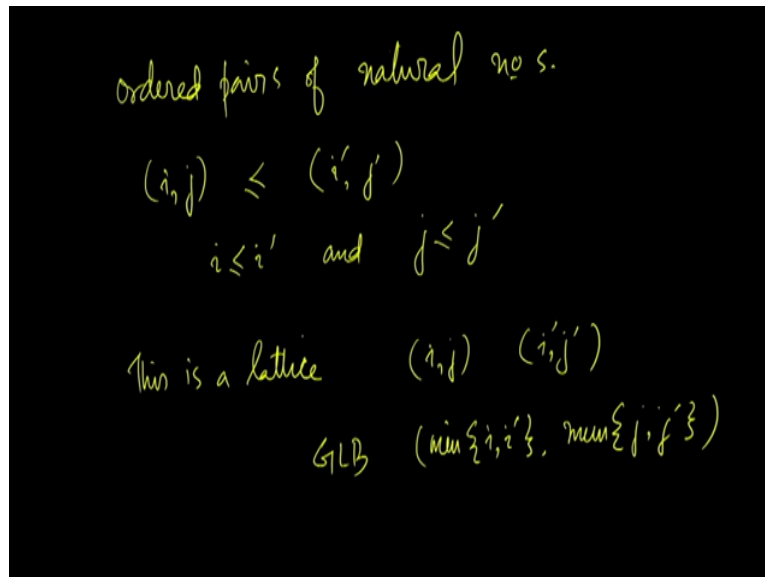 ordered pairs of natural no s.
(i, j) ≤ (i′, j′)
i ≤ i′ and j ≤ j′
This is a lattice (i, j) (i′, j′)
GLB (min{i, i′}, min{j, j′})